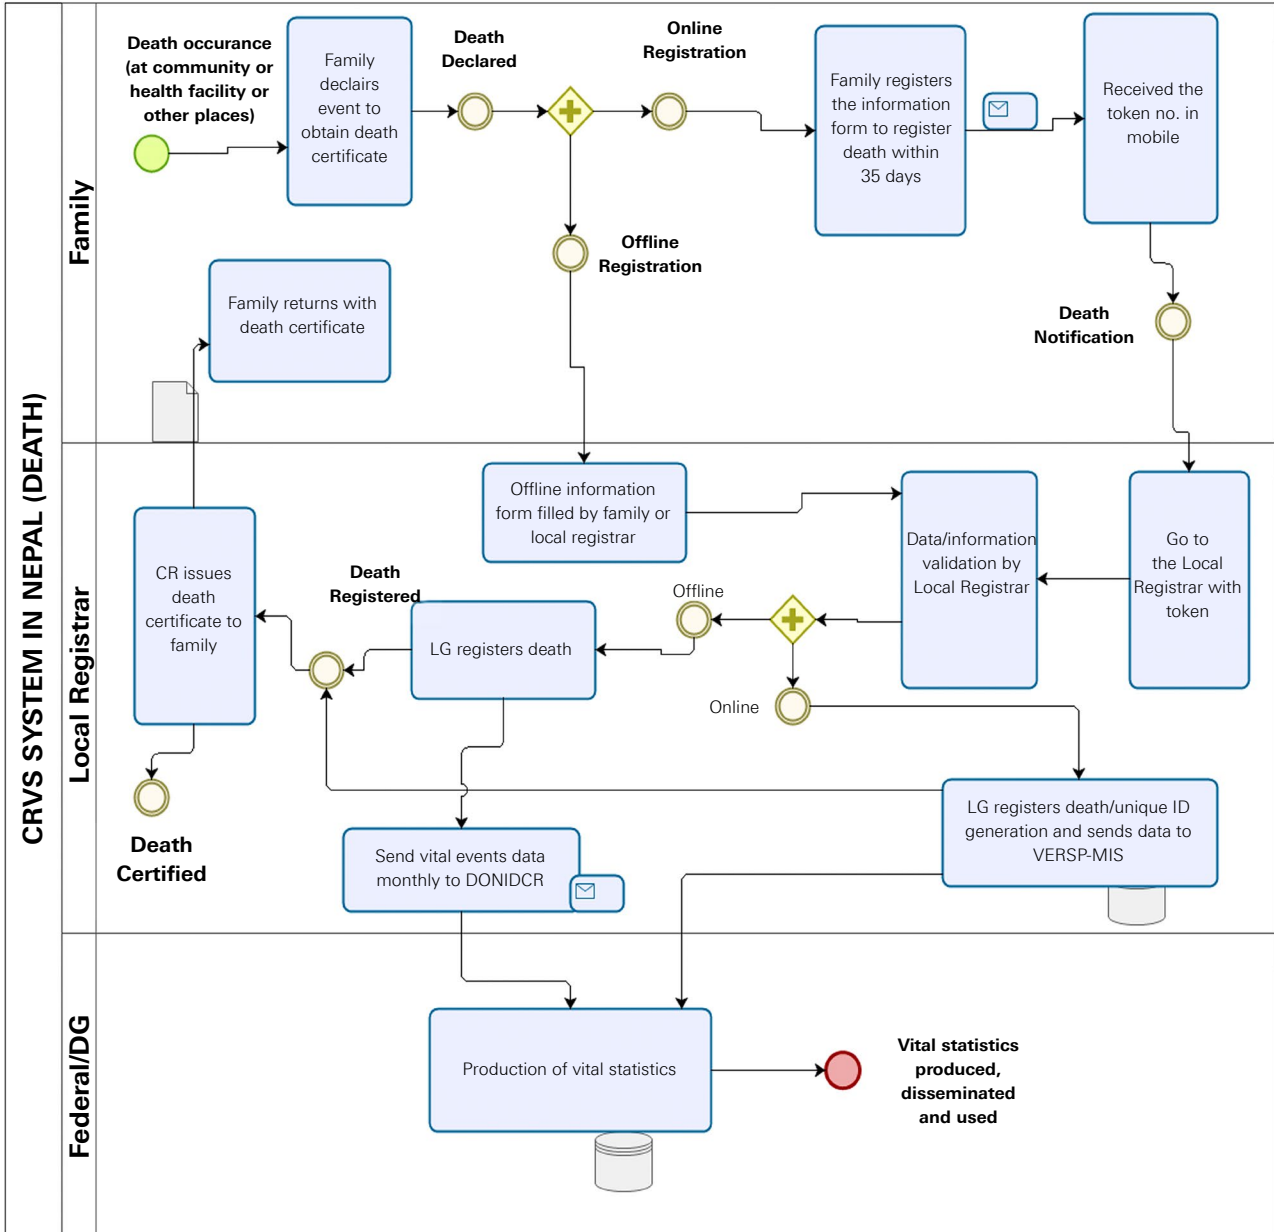 CRVS SYSTEM IN NEPAL (DEATH)
Family
Death occurance
(at community or
health facility or
other places)
Family
declairs
event to
obtain death
certificate
Death
Declared
Online
Registration
Family registers
the information
form to register
death within
35 days
Received the
token no. in
mobile
Offline
Registration
Death
Notification
Family returns with
death certificate
Local Registrar
Offline information
form filled by family or
local registrar
Data/information
validation by
Local Registrar
Go to
the Local
Registrar with
token
CR issues
death
certificate to
family
Death
Registered
LG registers death
Offline
Online
Death
Certified
Send vital events data
monthly to DONIDCR
LG registers death/unique ID
generation and sends data to
VERSP-MIS
Federal/DG
Production of vital statistics
Vital statistics
produced,
disseminated
and used